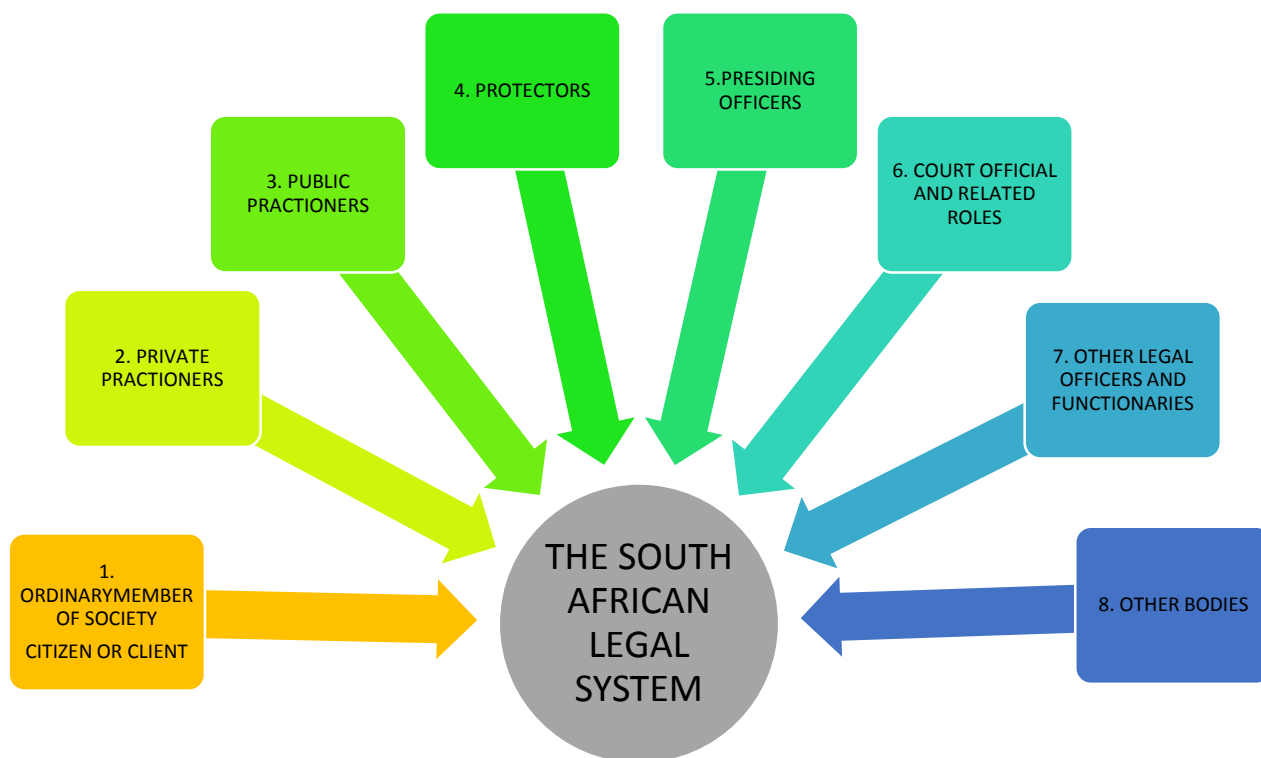 1.
ORDINARYMEMBER
OF SOCIETY
CITIZEN OR CLIENT
2. PRIVATE
PRACTIONERS
3. PUBLIC
PRACTIONERS
4. PROTECTORS
5.PRESIDING
OFFICERS
6. COURT OFFICIAL
AND RELATED
ROLES
7. OTHER LEGAL
OFFICERS AND
FUNCTIONARIES
8. OTHER BODIES
THE SOUTH
AFRICAN
LEGAL
SYSTEM